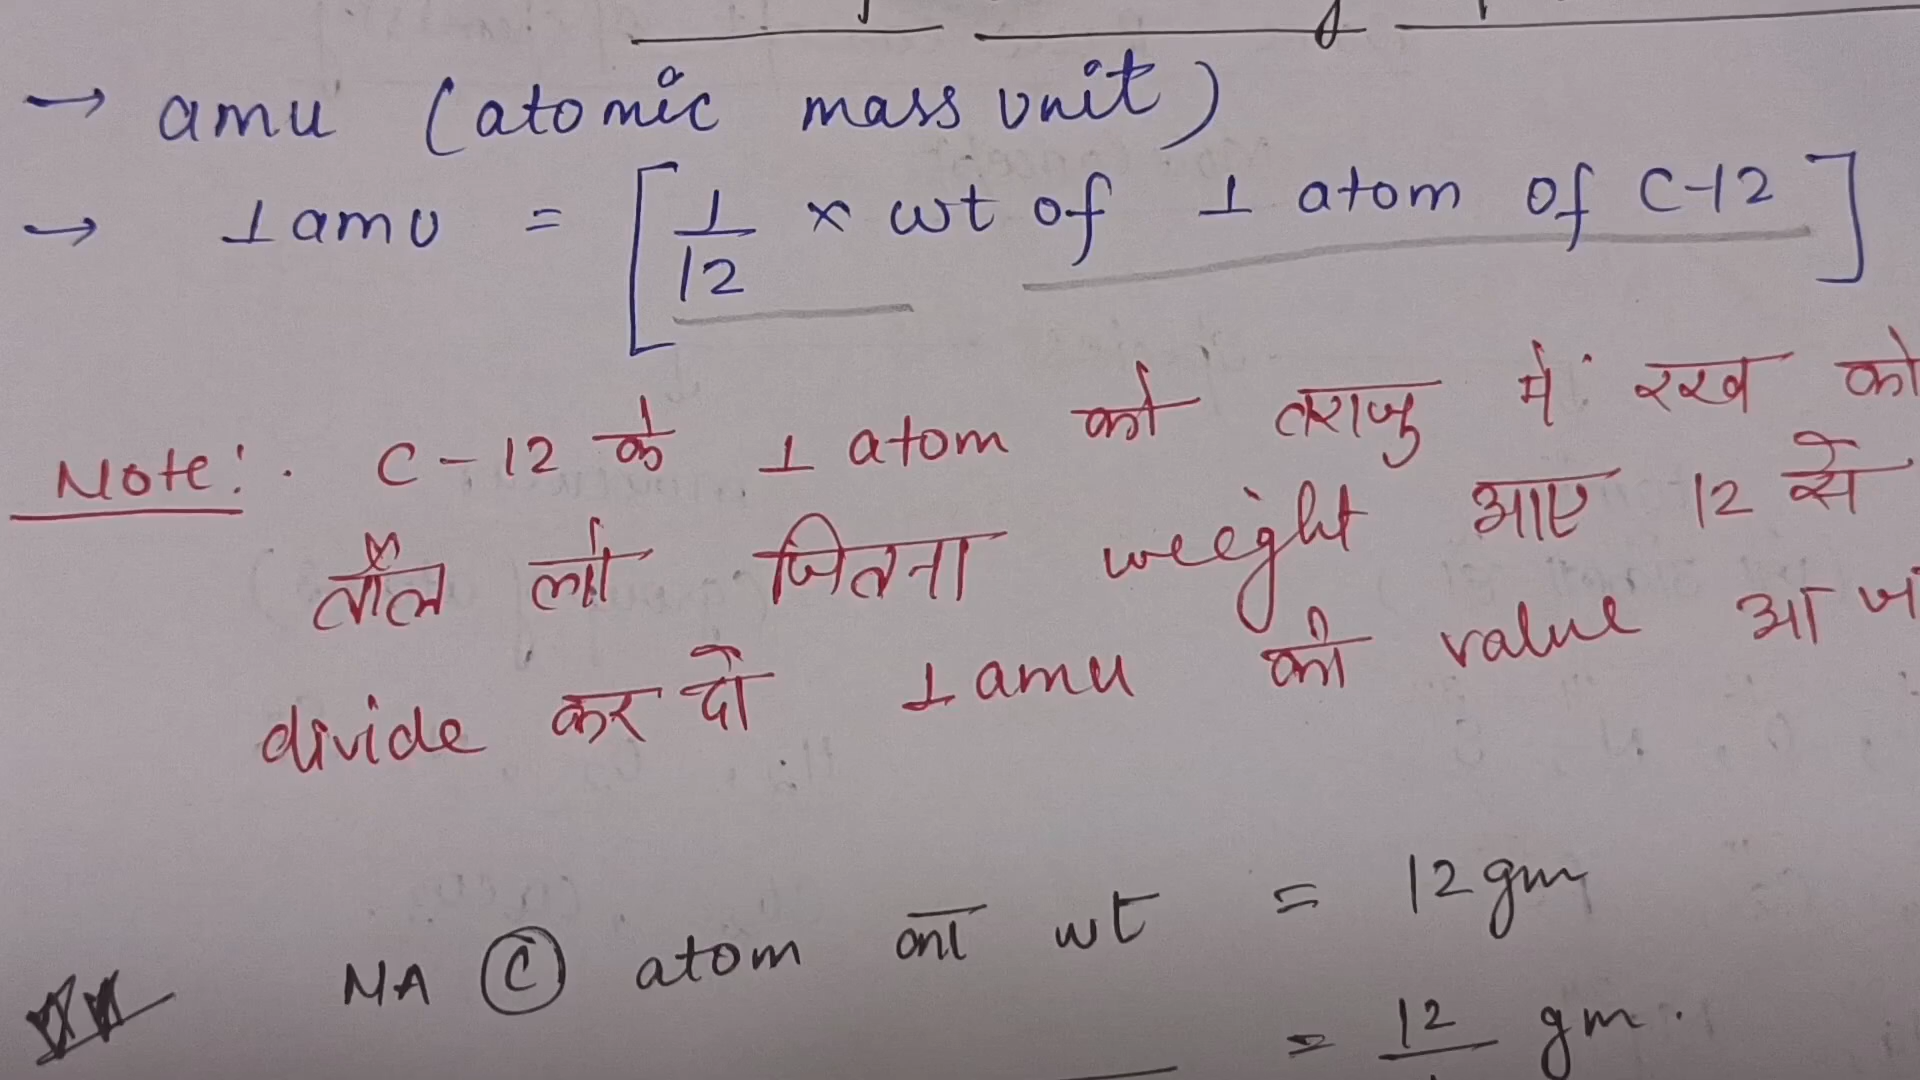 → amu (atomic mass unit)
→ 1 amu = [1/12 × wt of 1 atom of C-12]
Note:. C-12 के 1 atom को तराजु में रख को
तौल लो जितना weight आए 12 से
divide कर दो 1 amu की value आ
NA C atom का wt = 12 gm
= 12 gm.